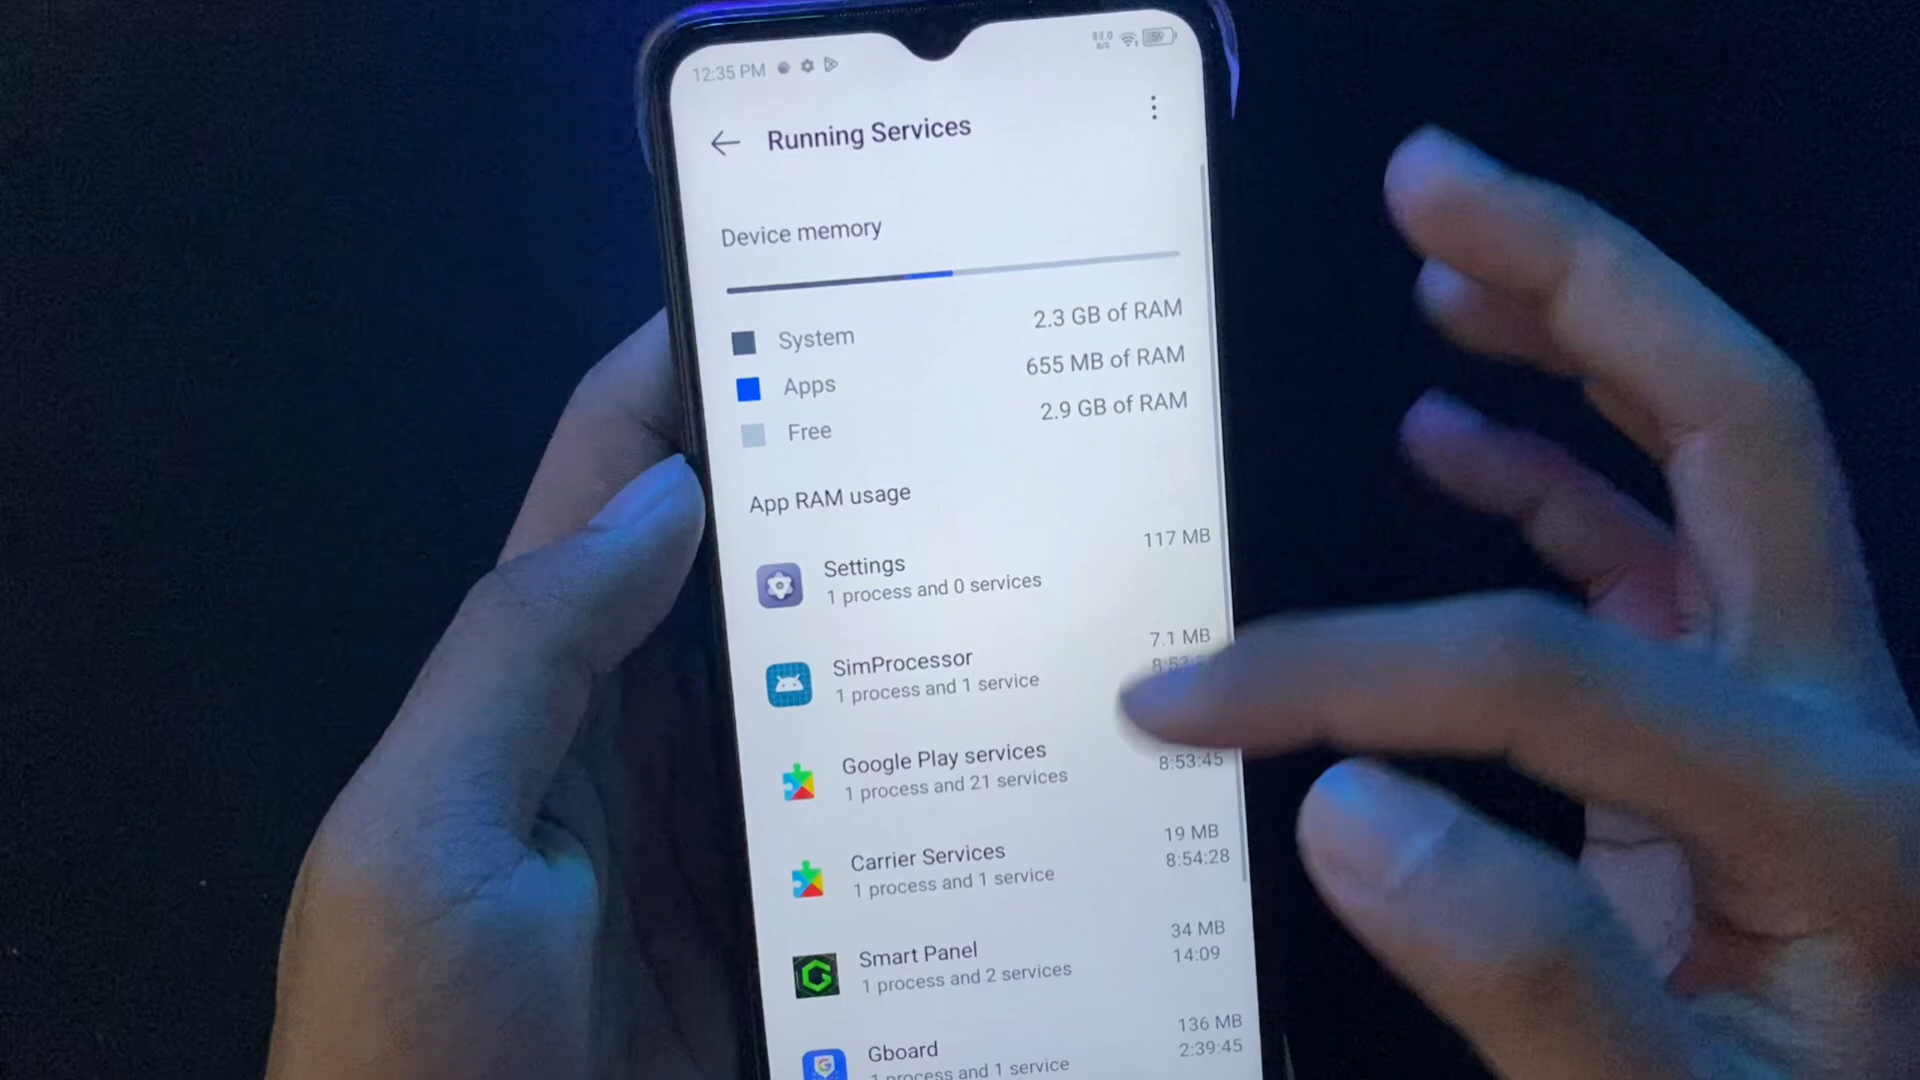 12:35 PM
59
Running Services
Device memory
System 2.3 GB of RAM
Apps 655 MB of RAM
Free 2.9 GB of RAM
App RAM usage
Settings 117 MB
1 process and 0 services
SimProcessor 7.1 MB
1 process and 1 service
Google Play services
1 process and 21 services 8:53:45
Carrier Services 19 MB
1 process and 1 service 8:54:28
Smart Panel 34 MB
1 process and 2 services 14:09
Gboard 136 MB
1 process and 1 service 2:39:45